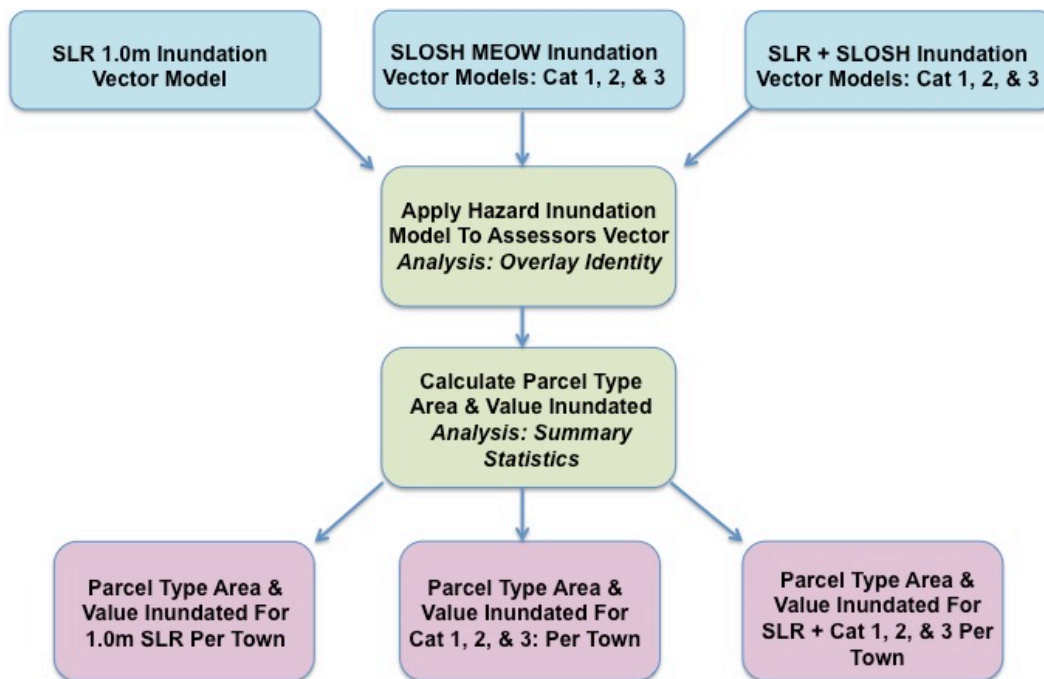 SLR 1.0m Inundation
Vector Model
SLOSH MEOW Inundation
Vector Models: Cat 1, 2, & 3
SLR + SLOSH Inundation
Vector Models: Cat 1, 2, & 3
Apply Hazard Inundation
Model To Assessors Vector
Analysis: Overlay Identity
Calculate Parcel Type
Area & Value Inundated
Analysis: Summary
Statistics
Parcel Type Area &
Value Inundated For
1.0m SLR Per Town
Parcel Type Area &
Value Inundated For
Cat 1, 2, & 3: Per Town
Parcel Type Area &
Value Inundated For
SLR + Cat 1, 2, & 3 Per
Town